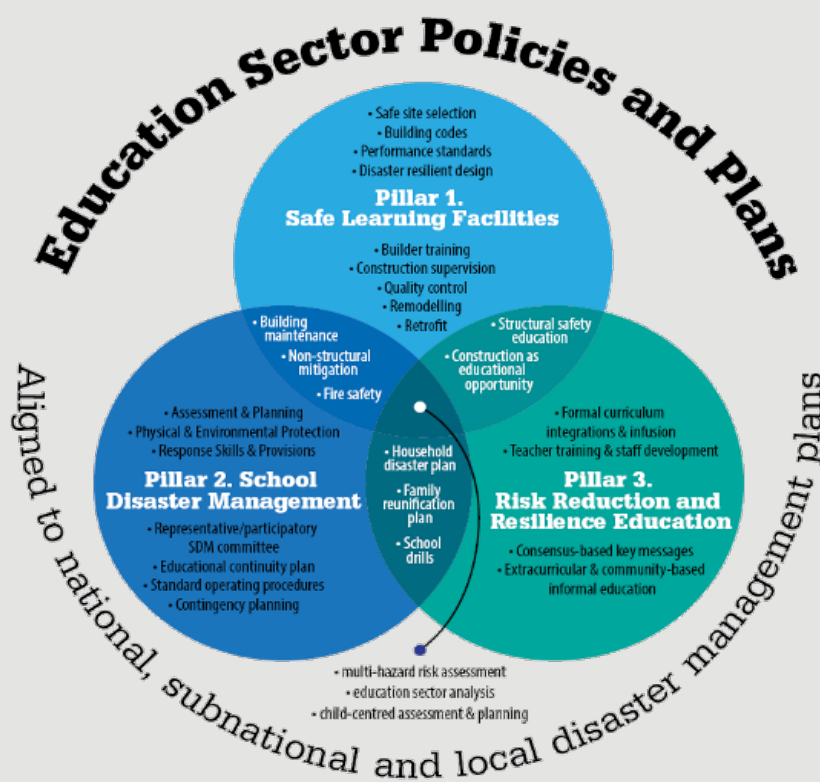 Education Sector Policies and Plans
• Safe site selection
• Building codes
• Performance standards
• Disaster resilient design
Pillar 1.
Safe Learning Facilities
• Builder training
• Construction supervision
• Quality control
• Remodelling
• Retrofit
• Building
maintenance
• Non-structural
mitigation
• Fire safety
• Structural safety
education
• Construction as
educational
opportunity
• Assessment & Planning
• Physical & Environmental Protection
• Response Skills & Provisions
Pillar 2. School
Disaster Management
• Representative/participatory
SDM committee
• Educational continuity plan
• Standard operating procedures
• Contingency planning
• Household
disaster plan
• Family
reunification
plan
• School
drills
• Formal curriculum
integrations & infusion
• Teacher training & staff development
Pillar 3.
Risk Reduction and
Resilience Education
• Consensus-based key messages
• Extracurricular & community-based
informal education
• multi-hazard risk assessment
• education sector analysis
• child-centred assessment & planning
Aligned to national, subnational and local disaster management plans